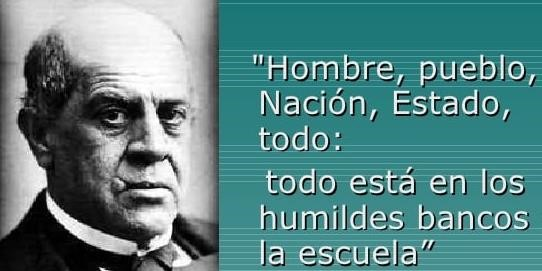 "Hombre, pueblo,
Nación, Estado,
todo:
todo está en los
humildes bancos
la escuela”